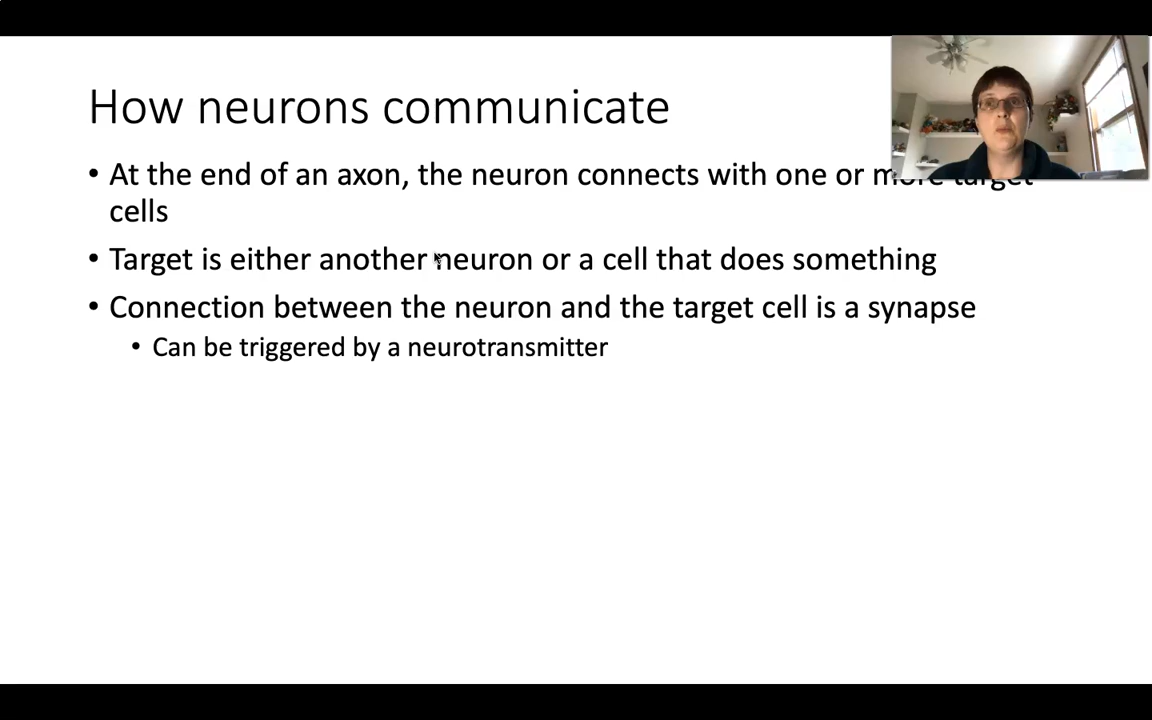 How neurons communicate
• At the end of an axon, the neuron connects with one or more target
cells
• Target is either another neuron or a cell that does something
• Connection between the neuron and the target cell is a synapse
• Can be triggered by a neurotransmitter